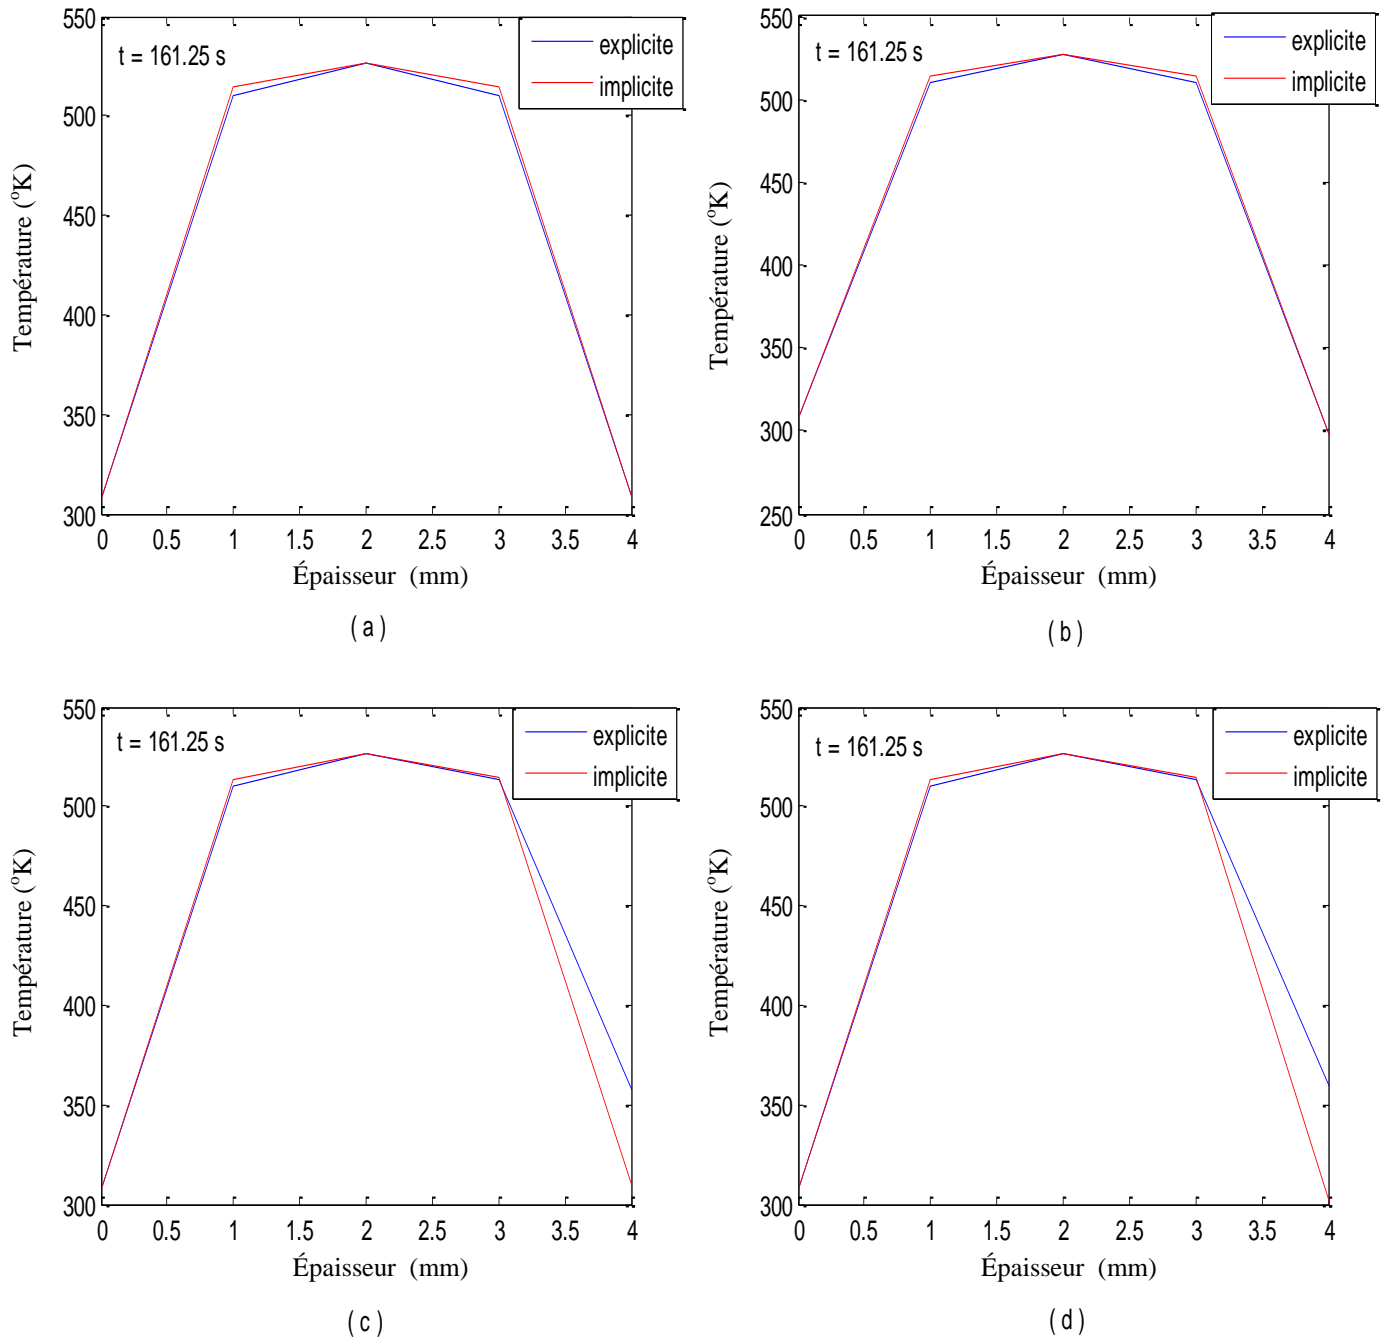 t = 161.25 s
explicite
implicite
550
500
450
400
350
300
0 0.5 1 1.5 2 2.5 3 3.5 4
Température (°K)
Épaisseur (mm)
( a )
t = 161.25 s
explicite
implicite
550
500
450
400
350
300
250
0 0.5 1 1.5 2 2.5 3 3.5 4
Température (°K)
Épaisseur (mm)
( b )
t = 161.25 s
explicite
implicite
550
500
450
400
350
300
0 0.5 1 1.5 2 2.5 3 3.5 4
Température (°K)
Épaisseur (mm)
( c )
t = 161.25 s
explicite
implicite
550
500
450
400
350
300
0 0.5 1 1.5 2 2.5 3 3.5 4
Température (°K)
Épaisseur (mm)
( d )